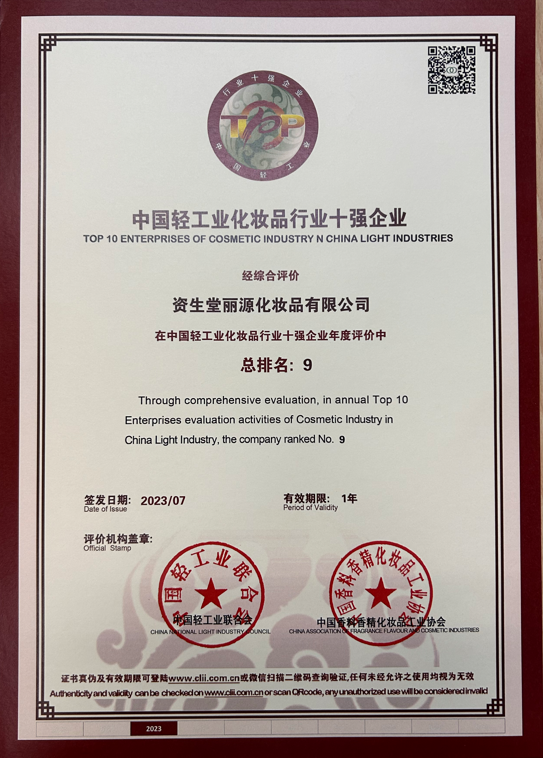 行业十强企业
TOP
中国轻工业
中国轻工业化妆品行业十强企业
TOP 10 ENTERPRISES OF COSMETIC INDUSTRY N CHINA LIGHT INDUSTRIES
经综合评价
资生堂丽源化妆品有限公司
在中国轻工业化妆品行业十强企业年度评价中
总排名: 9
Through comprehensive evaluation, in annual Top 10
Enterprises evaluation activities of Cosmetic Industry in
China Light Industry, the company ranked No. 9
签发日期: 2023/07
Date of Issue
有效期限: 1年
Period of Validity
评价机构盖章:
Official Stamp
中国轻工业联合会
中国香料香精化妆品工业协会
中国轻工业联合会
CHINA NATIONAL LIGHT INDUSTRY COUNCIL
中国香料香精化妆品工业协会
CHINA ASSOCIATION OF FRAGRANCE FLAVOUR AND COSMETIC INDUSTRIES
证书真伪及有效期限可登陆www.clii.com.cn或微信扫描二维码查询验证,任何未经允许之使用均视为无效
Authenticity and validity can be checked on www.clii.com.cn or scan QRcode, any unauthorized use will be considered invalid
2023